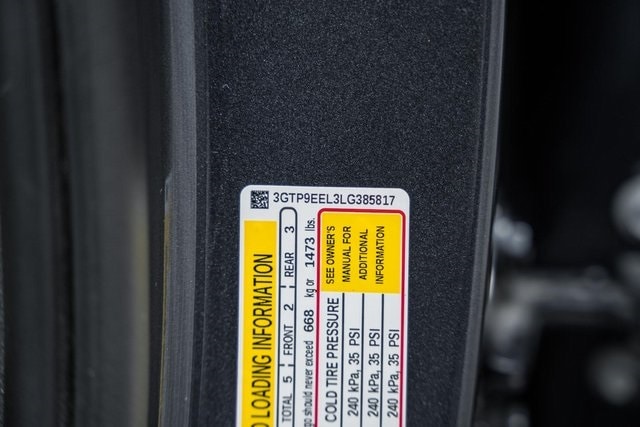 3GTP9EEL3LG385817
D LOADING INFORMATION
TOTAL 5 FRONT 2 REAR 3
go should never exceed 668 kg or 1473 lbs.
COLD TIRE PRESSURE
240 kPa, 35 PSI
240 kPa, 35 PSI
240 kPa, 35 PSI
SEE OWNER'S
MANUAL FOR
ADDITIONAL
INFORMATION